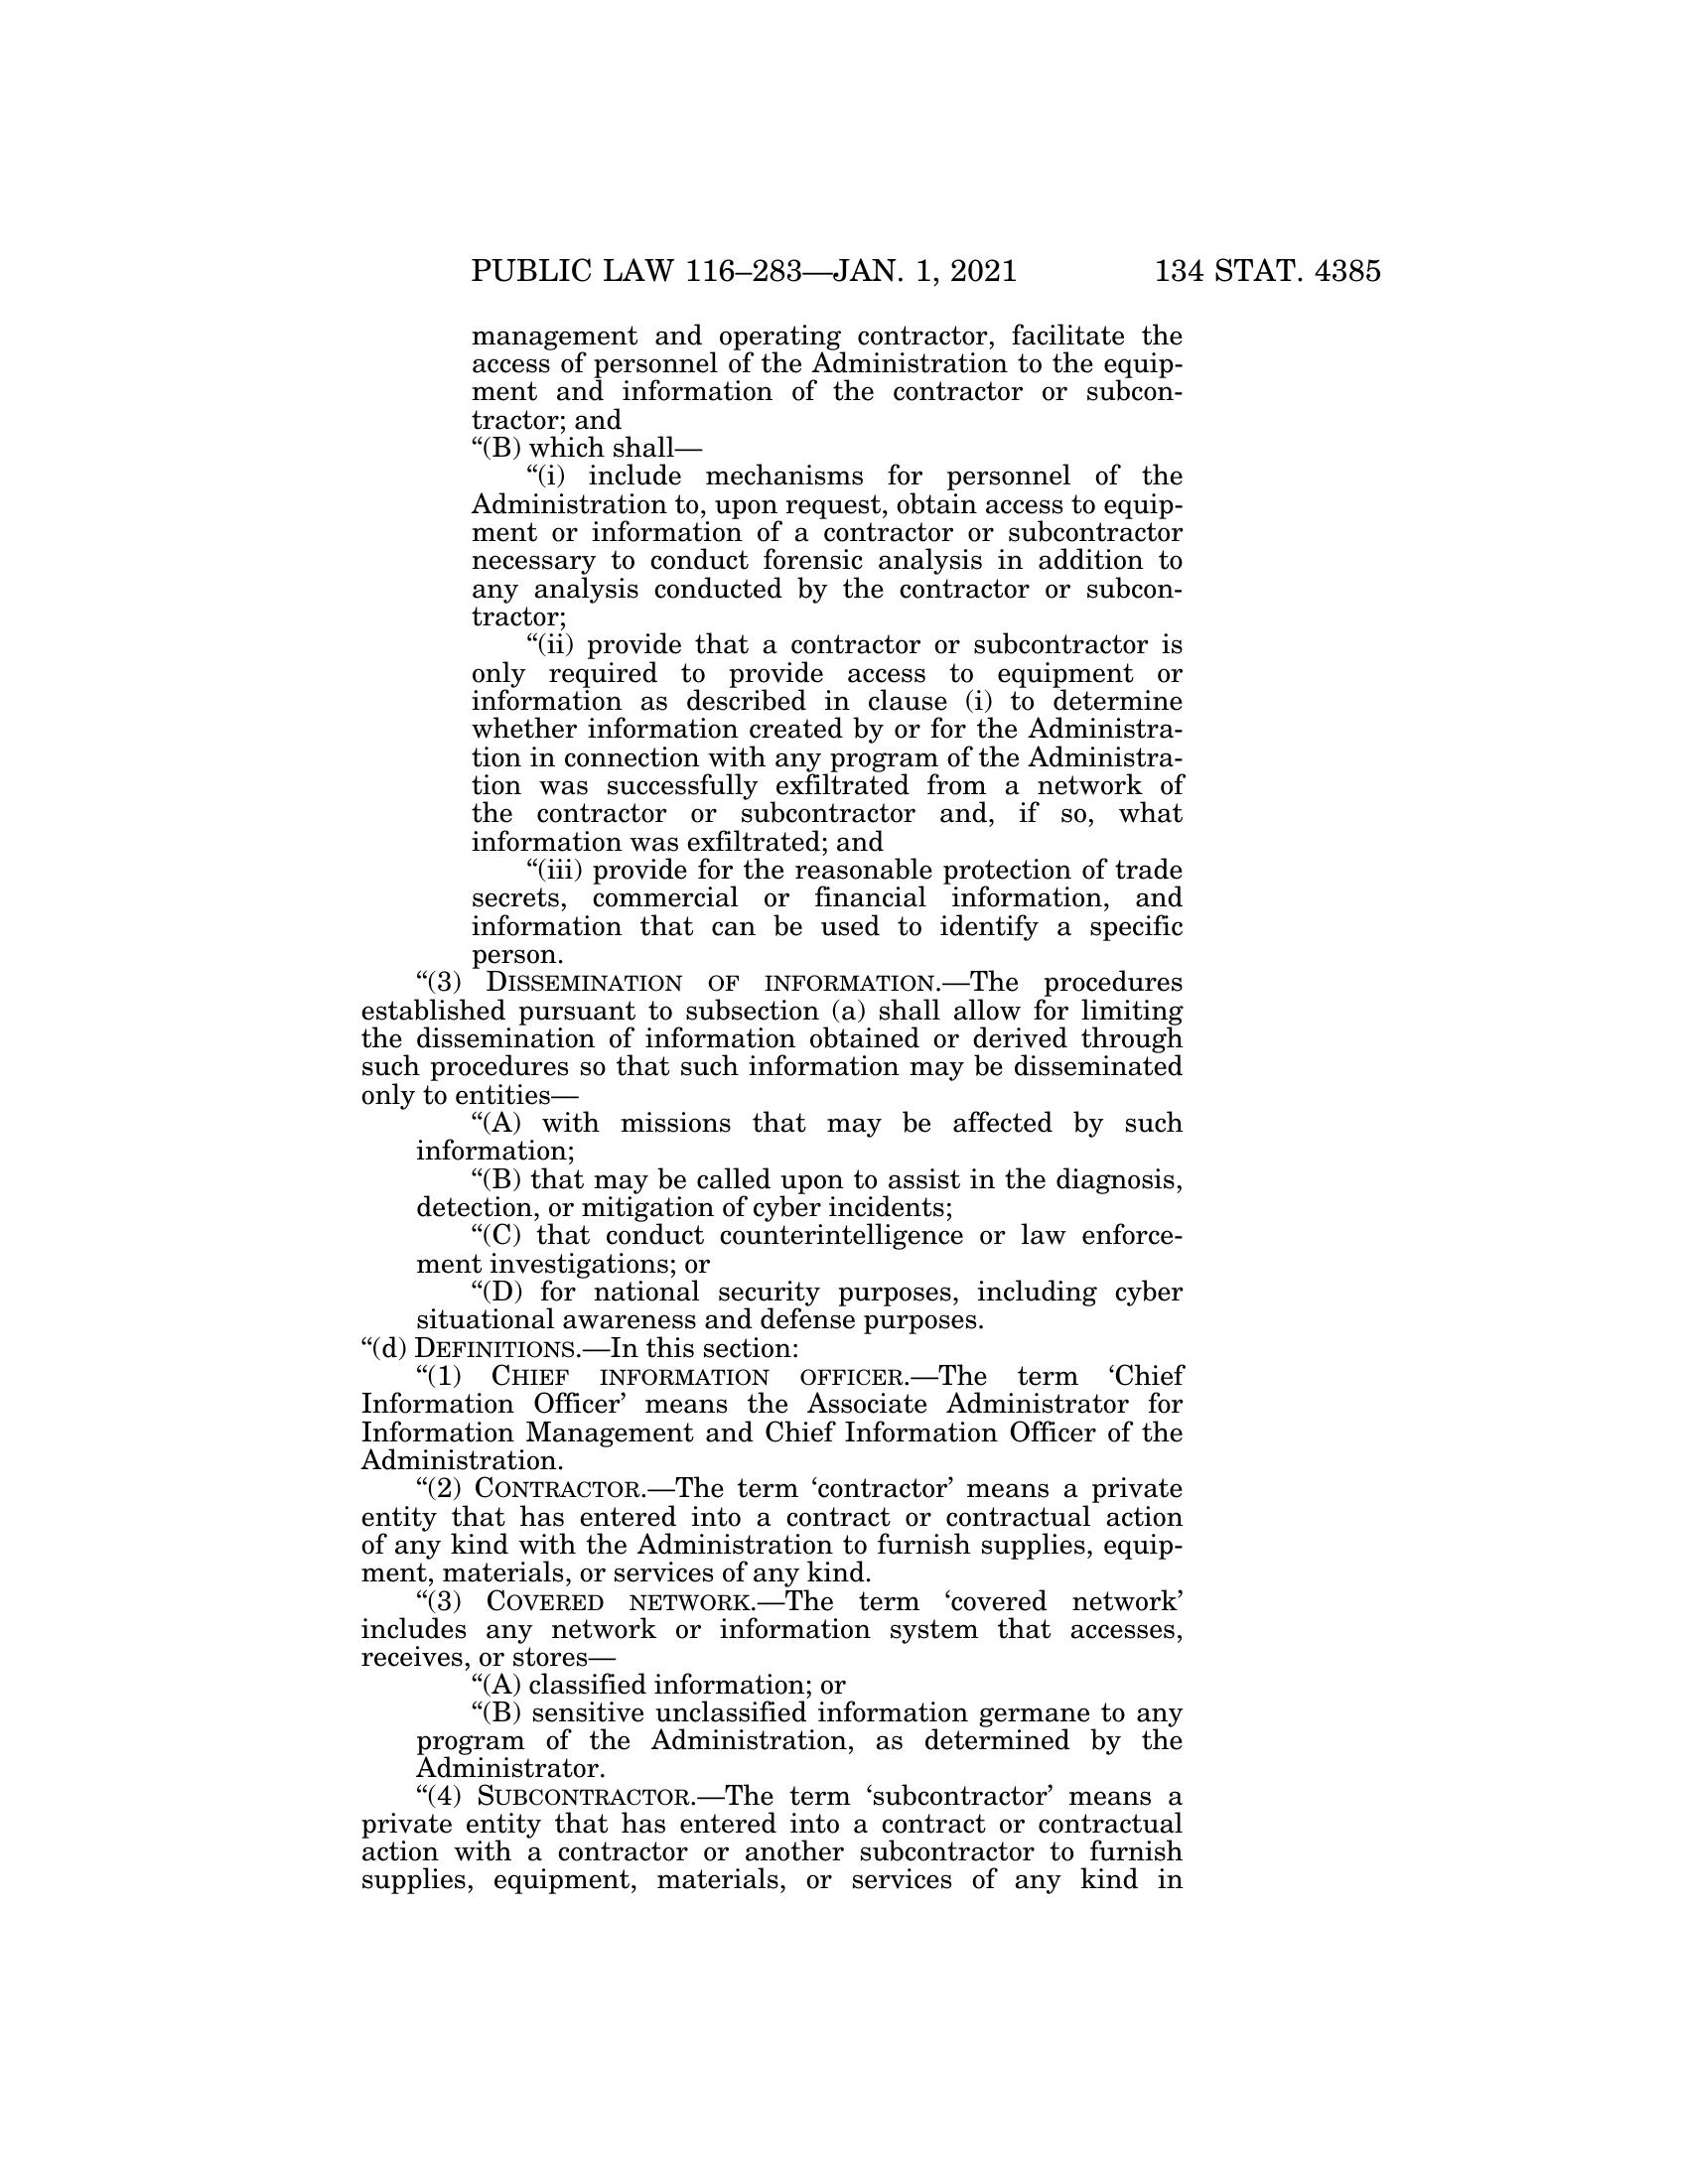 PUBLIC LAW 116–283—JAN. 1, 2021 134 STAT. 4385
management and operating contractor, facilitate the
access of personnel of the Administration to the equip-
ment and information of the contractor or subcon-
tractor; and
“(B) which shall—
“(i) include mechanisms for personnel of the
Administration to, upon request, obtain access to equip-
ment or information of a contractor or subcontractor
necessary to conduct forensic analysis in addition to
any analysis conducted by the contractor or subcon-
tractor;
“(ii) provide that a contractor or subcontractor is
only required to provide access to equipment or
information as described in clause (i) to determine
whether information created by or for the Administra-
tion in connection with any program of the Administra-
tion was successfully exfiltrated from a network of
the contractor or subcontractor and, if so, what
information was exfiltrated; and
“(iii) provide for the reasonable protection of trade
secrets, commercial or financial information, and
information that can be used to identify a specific
person.
“(3) DISSEMINATION OF INFORMATION.—The procedures
established pursuant to subsection (a) shall allow for limiting
the dissemination of information obtained or derived through
such procedures so that such information may be disseminated
only to entities—
“(A) with missions that may be affected by such
information;
“(B) that may be called upon to assist in the diagnosis,
detection, or mitigation of cyber incidents;
“(C) that conduct counterintelligence or law enforce-
ment investigations; or
“(D) for national security purposes, including cyber
situational awareness and defense purposes.
“(d) DEFINITIONS.—In this section:
“(1) CHIEF INFORMATION OFFICER.—The term ‘Chief
Information Officer’ means the Associate Administrator for
Information Management and Chief Information Officer of the
Administration.
“(2) CONTRACTOR.—The term ‘contractor’ means a private
entity that has entered into a contract or contractual action
of any kind with the Administration to furnish supplies, equip-
ment, materials, or services of any kind.
“(3) COVERED NETWORK.—The term ‘covered network’
includes any network or information system that accesses,
receives, or stores—
“(A) classified information; or
“(B) sensitive unclassified information germane to any
program of the Administration, as determined by the
Administrator.
“(4) SUBCONTRACTOR.—The term ‘subcontractor’ means a
private entity that has entered into a contract or contractual
action with a contractor or another subcontractor to furnish
supplies, equipment, materials, or services of any kind in